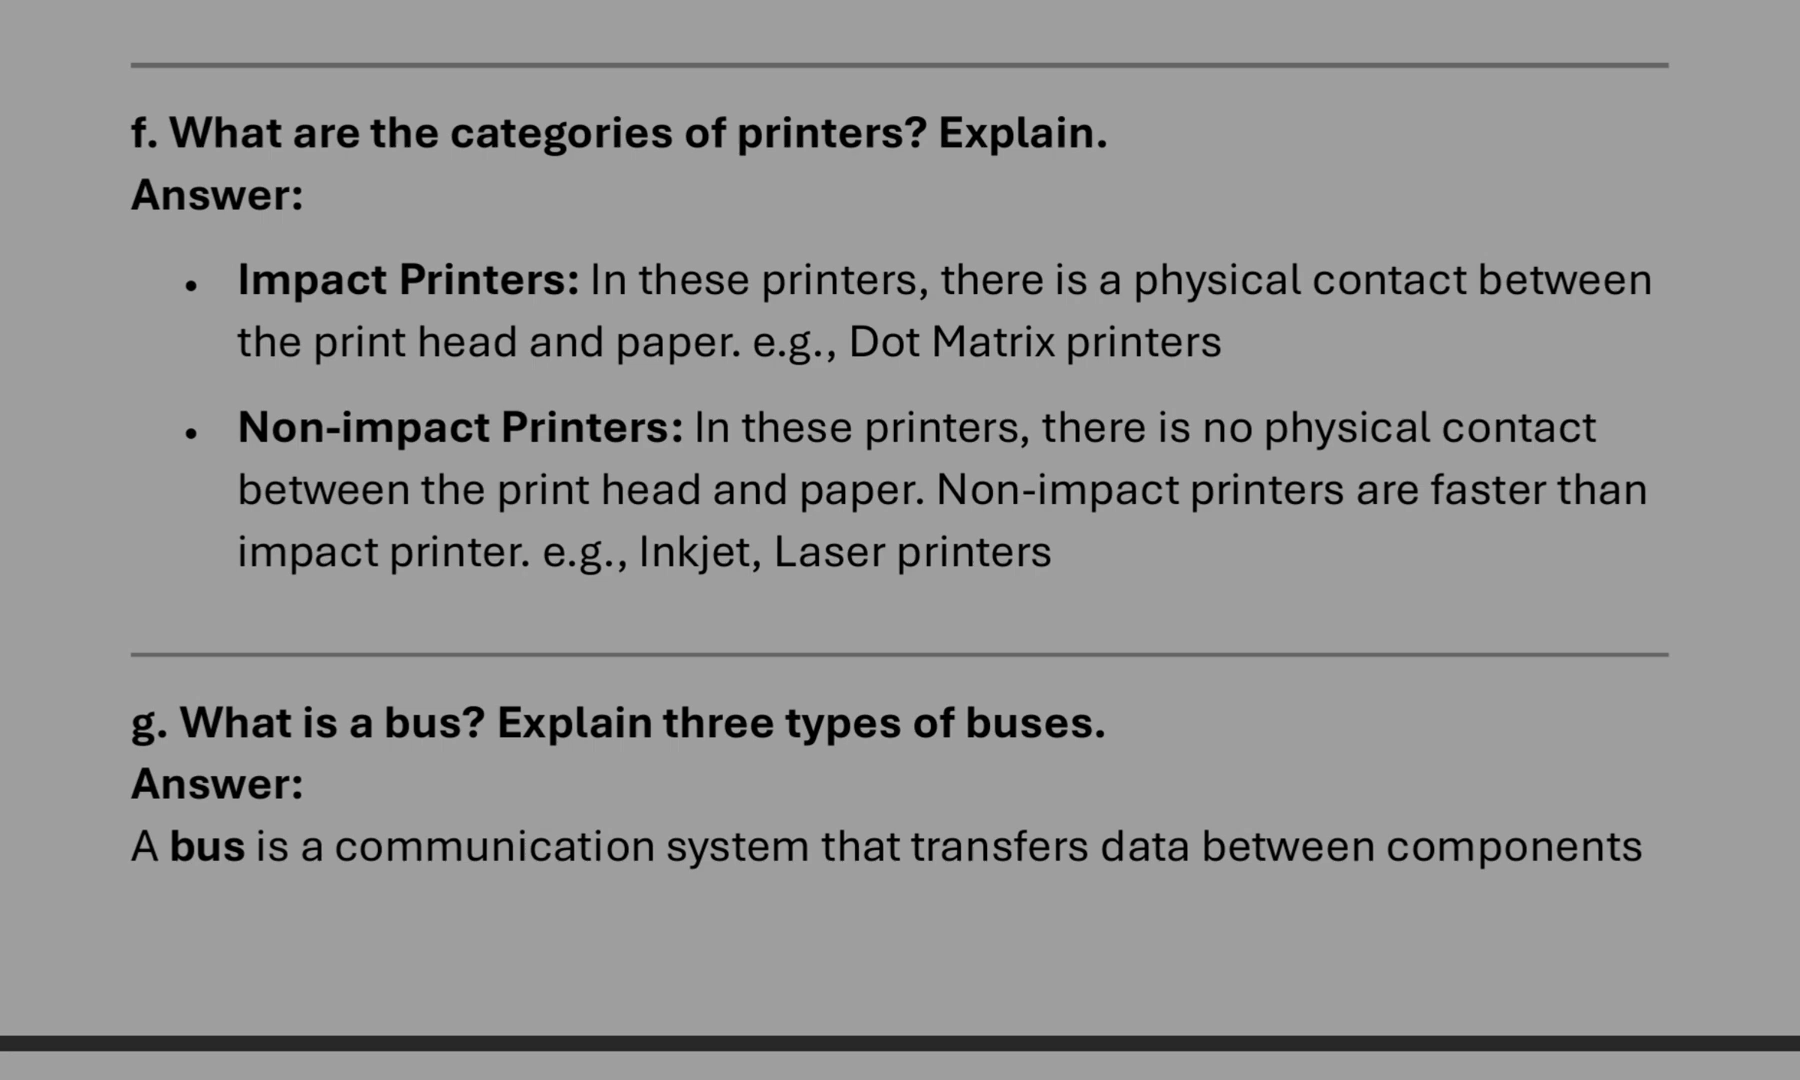 f. What are the categories of printers? Explain.
Answer:
• Impact Printers: In these printers, there is a physical contact between
the print head and paper. e.g., Dot Matrix printers
• Non-impact Printers: In these printers, there is no physical contact
between the print head and paper. Non-impact printers are faster than
impact printer. e.g., Inkjet, Laser printers
g. What is a bus? Explain three types of buses.
Answer:
A bus is a communication system that transfers data between components